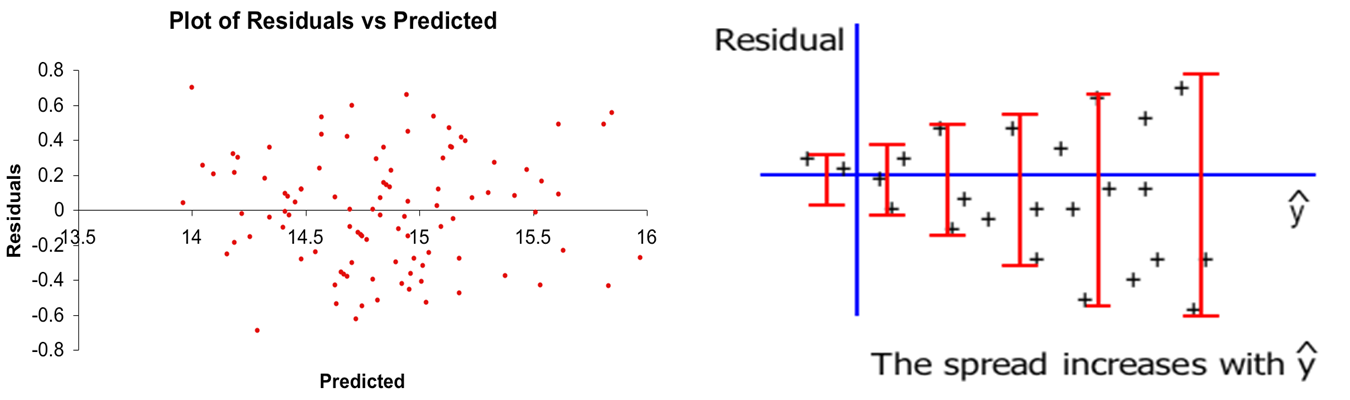 Plot of Residuals vs Predicted
Residuals
0.8
0.6
0.4
0.2
0
-0.2
-0.4
-0.6
-0.8
13.5
14
14.5
15
15.5
16
Predicted
Residual
ŷ
The spread increases with ŷ